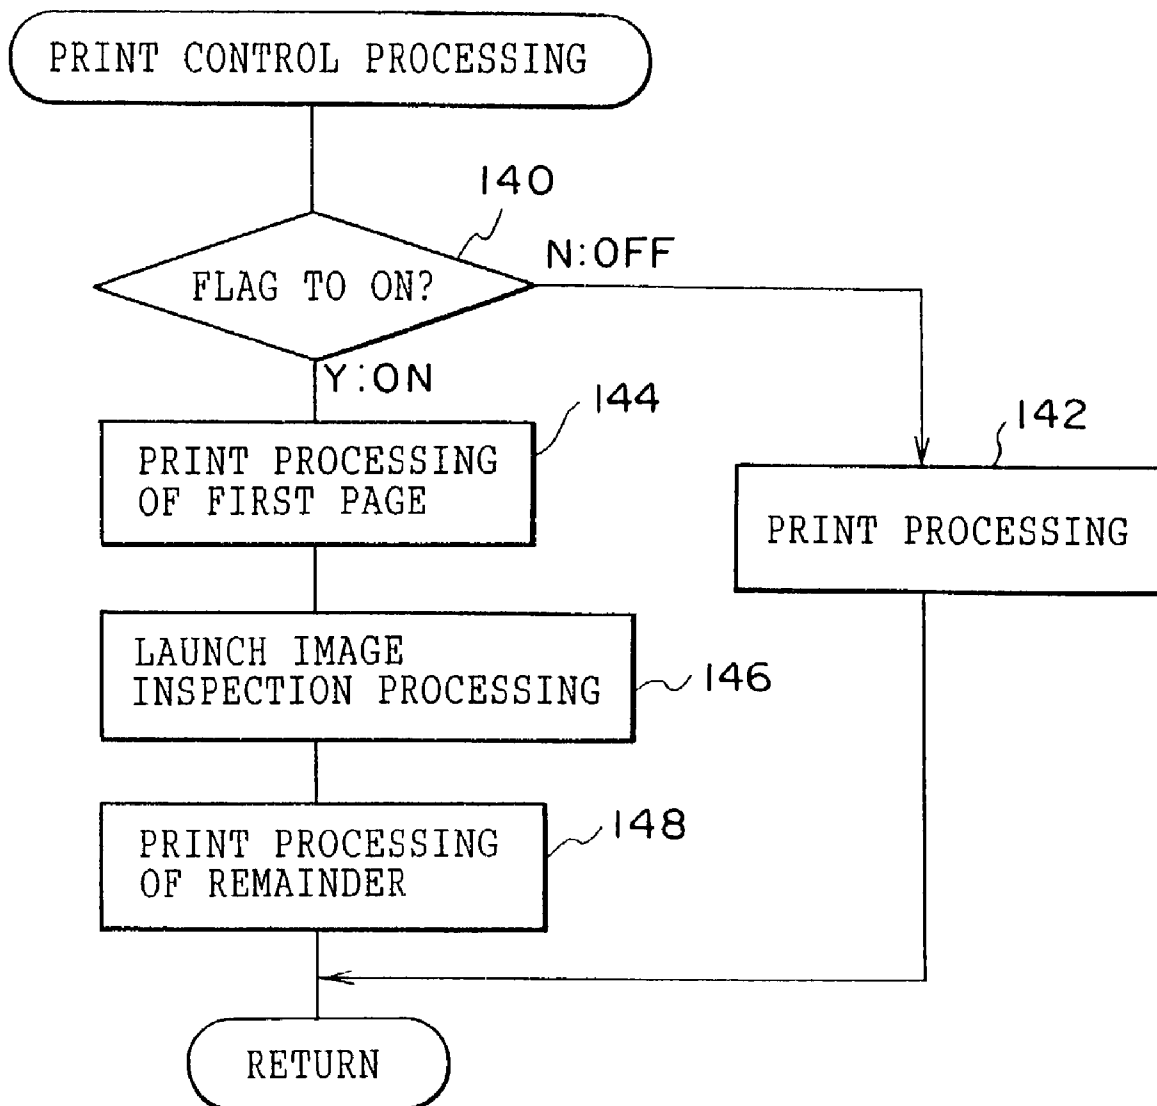 PRINT CONTROL PROCESSING
140
N:OFF
FLAG TO ON?
Y:ON
144
PRINT PROCESSING
OF FIRST PAGE
142
PRINT PROCESSING
LAUNCH IMAGE
INSPECTION PROCESSING
146
PRINT PROCESSING
OF REMAINDER
148
RETURN